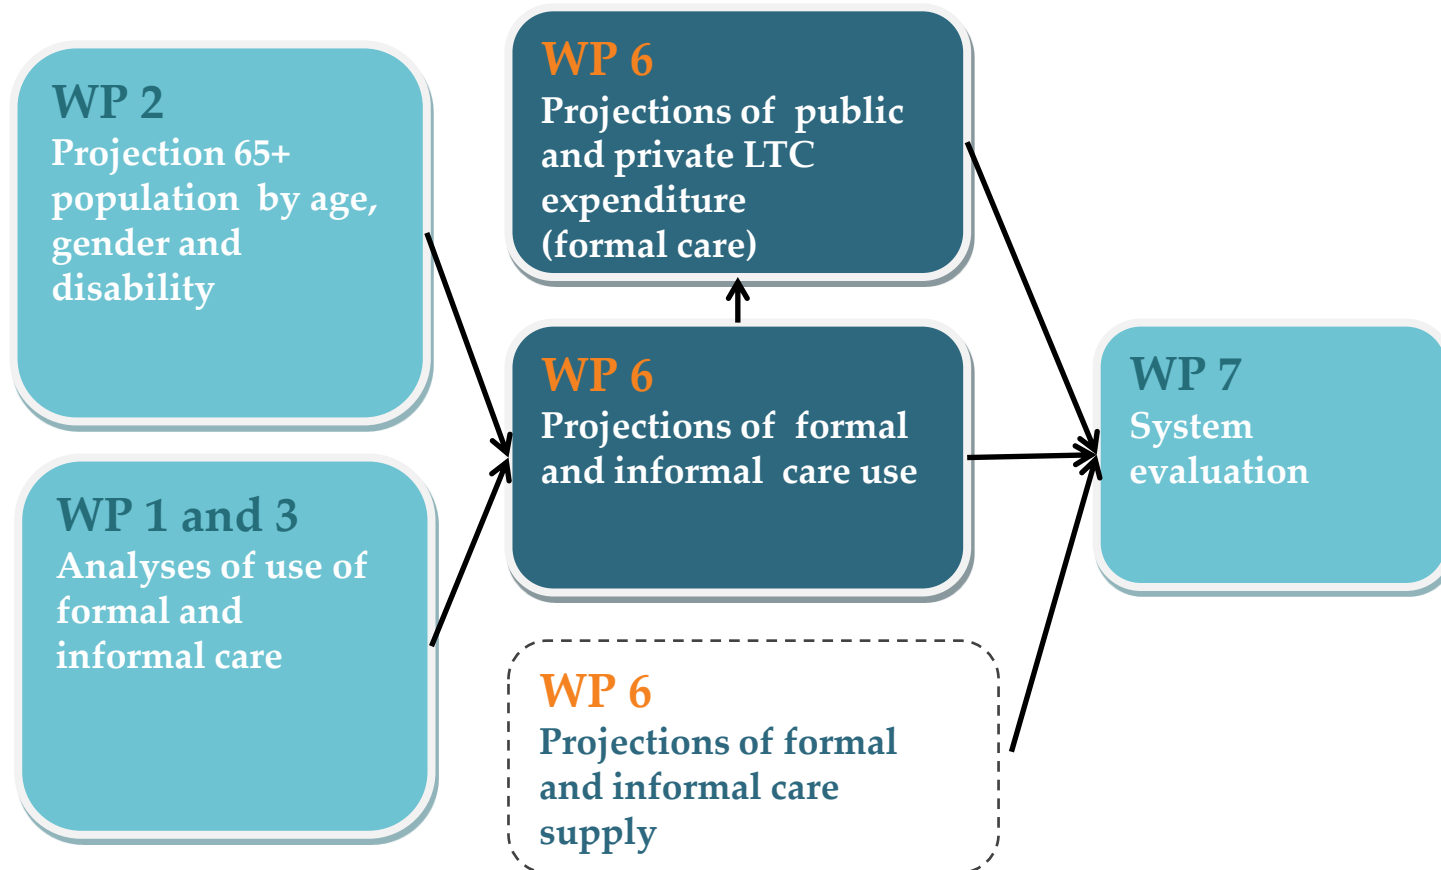 WP 2
Projection 65+
population by age,
gender and
disability
WP 1 and 3
Analyses of use of
formal and
informal care
WP 6
Projections of public
and private LTC
expenditure
(formal care)
WP 6
Projections of formal
and informal care use
WP 6
Projections of formal
and informal care
supply
WP 7
System
evaluation